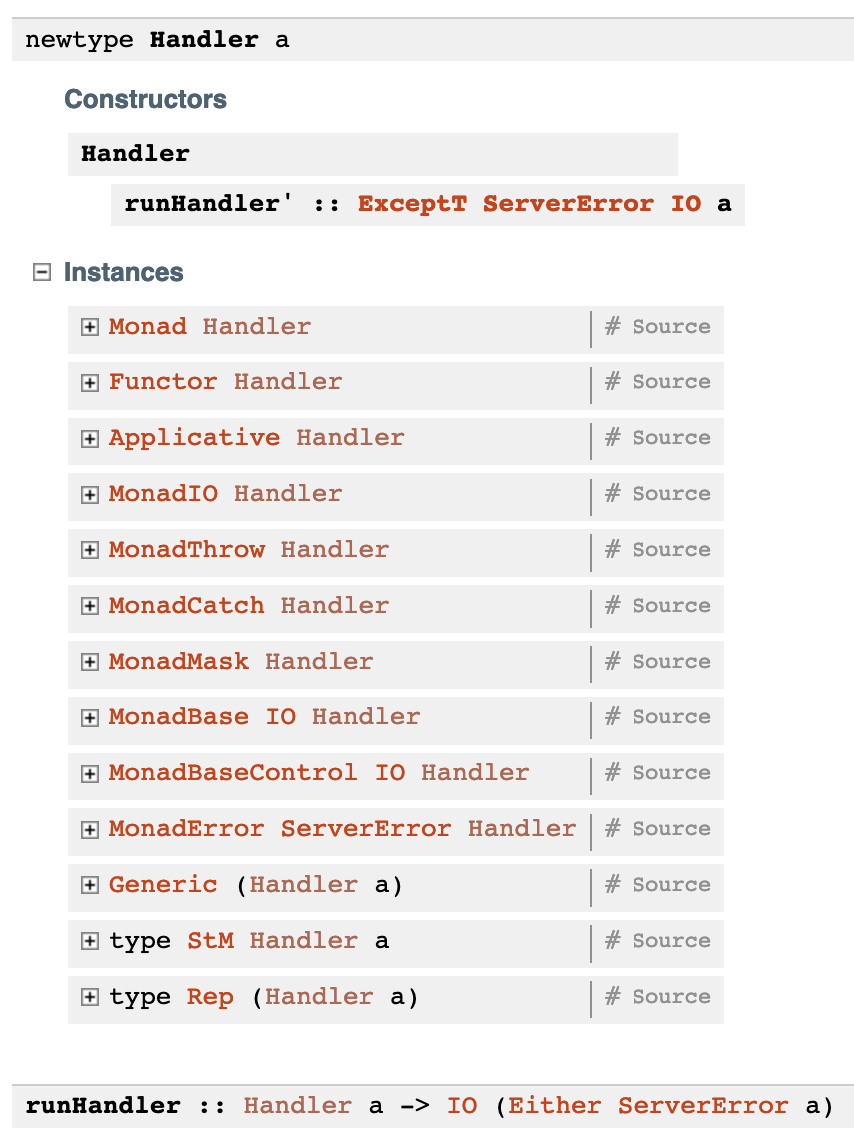 newtype Handler a
Constructors
Handler
runHandler' :: ExceptT ServerError IO a
Instances
Monad Handler # Source
Functor Handler # Source
Applicative Handler # Source
MonadIO Handler # Source
MonadThrow Handler # Source
MonadCatch Handler # Source
MonadMask Handler # Source
MonadBase IO Handler # Source
MonadBaseControl IO Handler # Source
MonadError ServerError Handler # Source
Generic (Handler a) # Source
type StM Handler a # Source
type Rep (Handler a) # Source
runHandler :: Handler a -> IO (Either ServerError a)